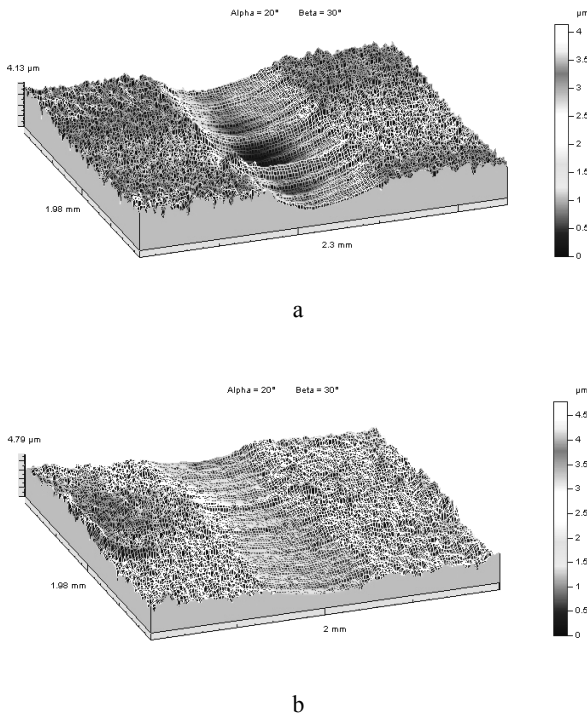 Alpha = 20° Beta = 30°
µm
4.13 µm
4
3.5
3
2.5
2
1.5
1
0.5
0
1.98 mm
2.3 mm
a
Alpha = 20° Beta = 30°
µm
4.79 µm
4.5
4
3.5
3
2.5
2
1.5
1
0.5
0
1.98 mm
2 mm
b